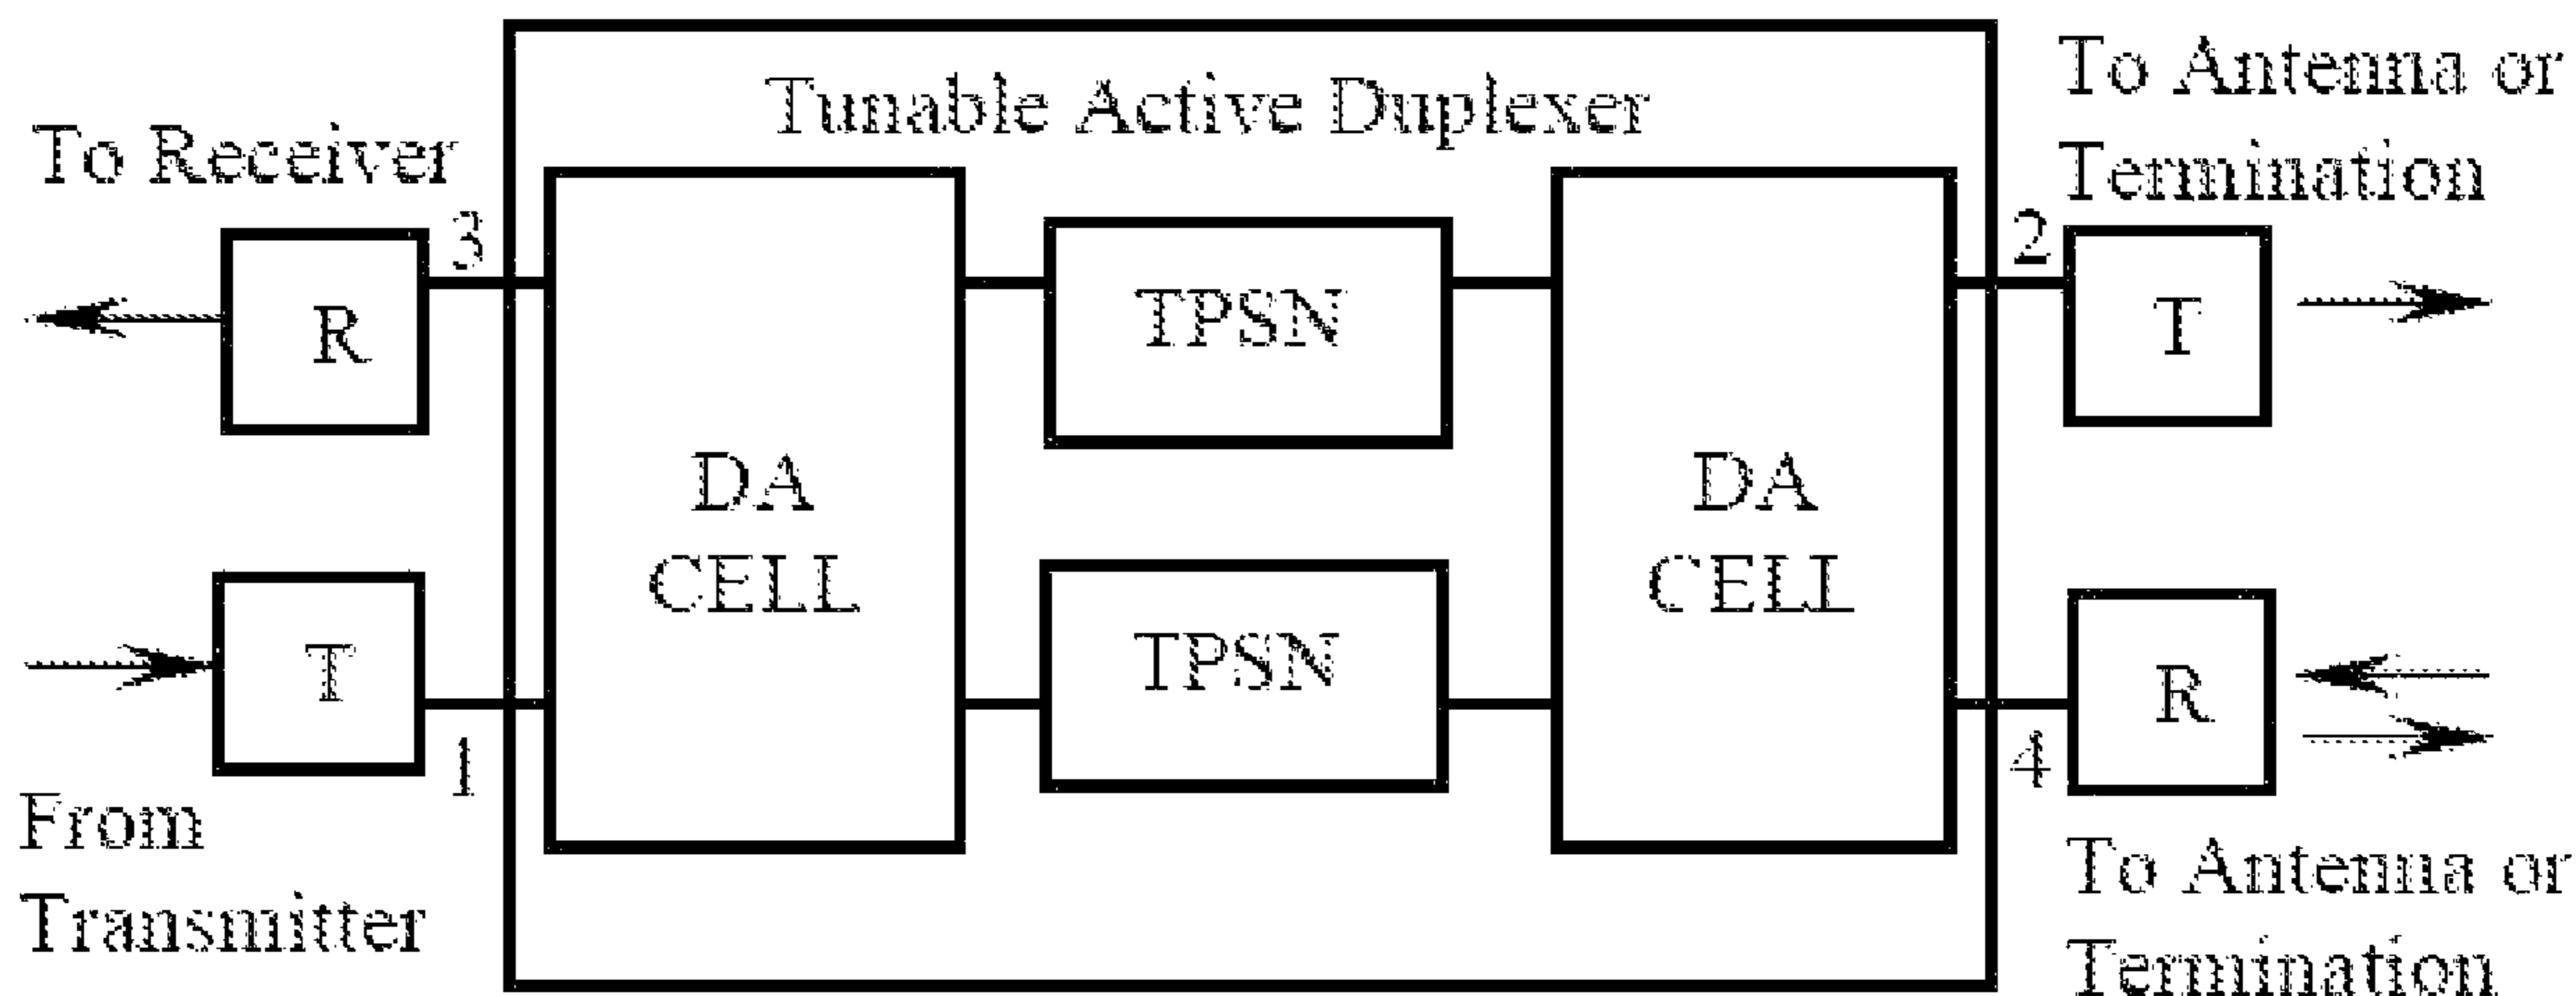 Tunable Active Duplexer
To Receiver
3
R
T
1
From
Transmitter
DA
CELL
TPSN
TPSN
DA
CELL
To Antenna or
Termination
2
T
R
4
To Antenna or
Termination